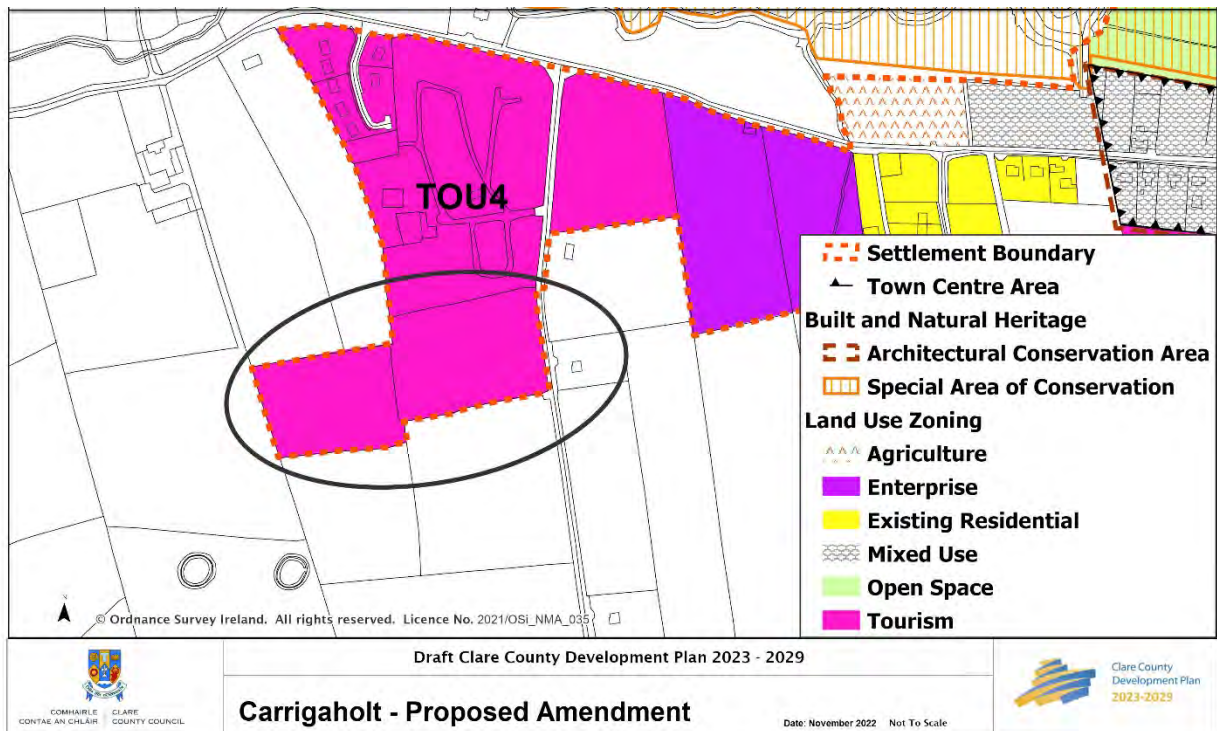 TOU4
Settlement Boundary
Town Centre Area
Built and Natural Heritage
Architectural Conservation Area
Special Area of Conservation
Land Use Zoning
Agriculture
Enterprise
Existing Residential
Mixed Use
Open Space
Tourism
© Ordnance Survey Ireland. All rights reserved. Licence No. 2021/OSi_NMA_035
COMHAIRLE CONTAE AN CHLÁIR
CLARE COUNTY COUNCIL
Draft Clare County Development Plan 2023 - 2029
Carrigaholt - Proposed Amendment
Date: November 2022 Not To Scale
Clare County
Development Plan
2023-2029